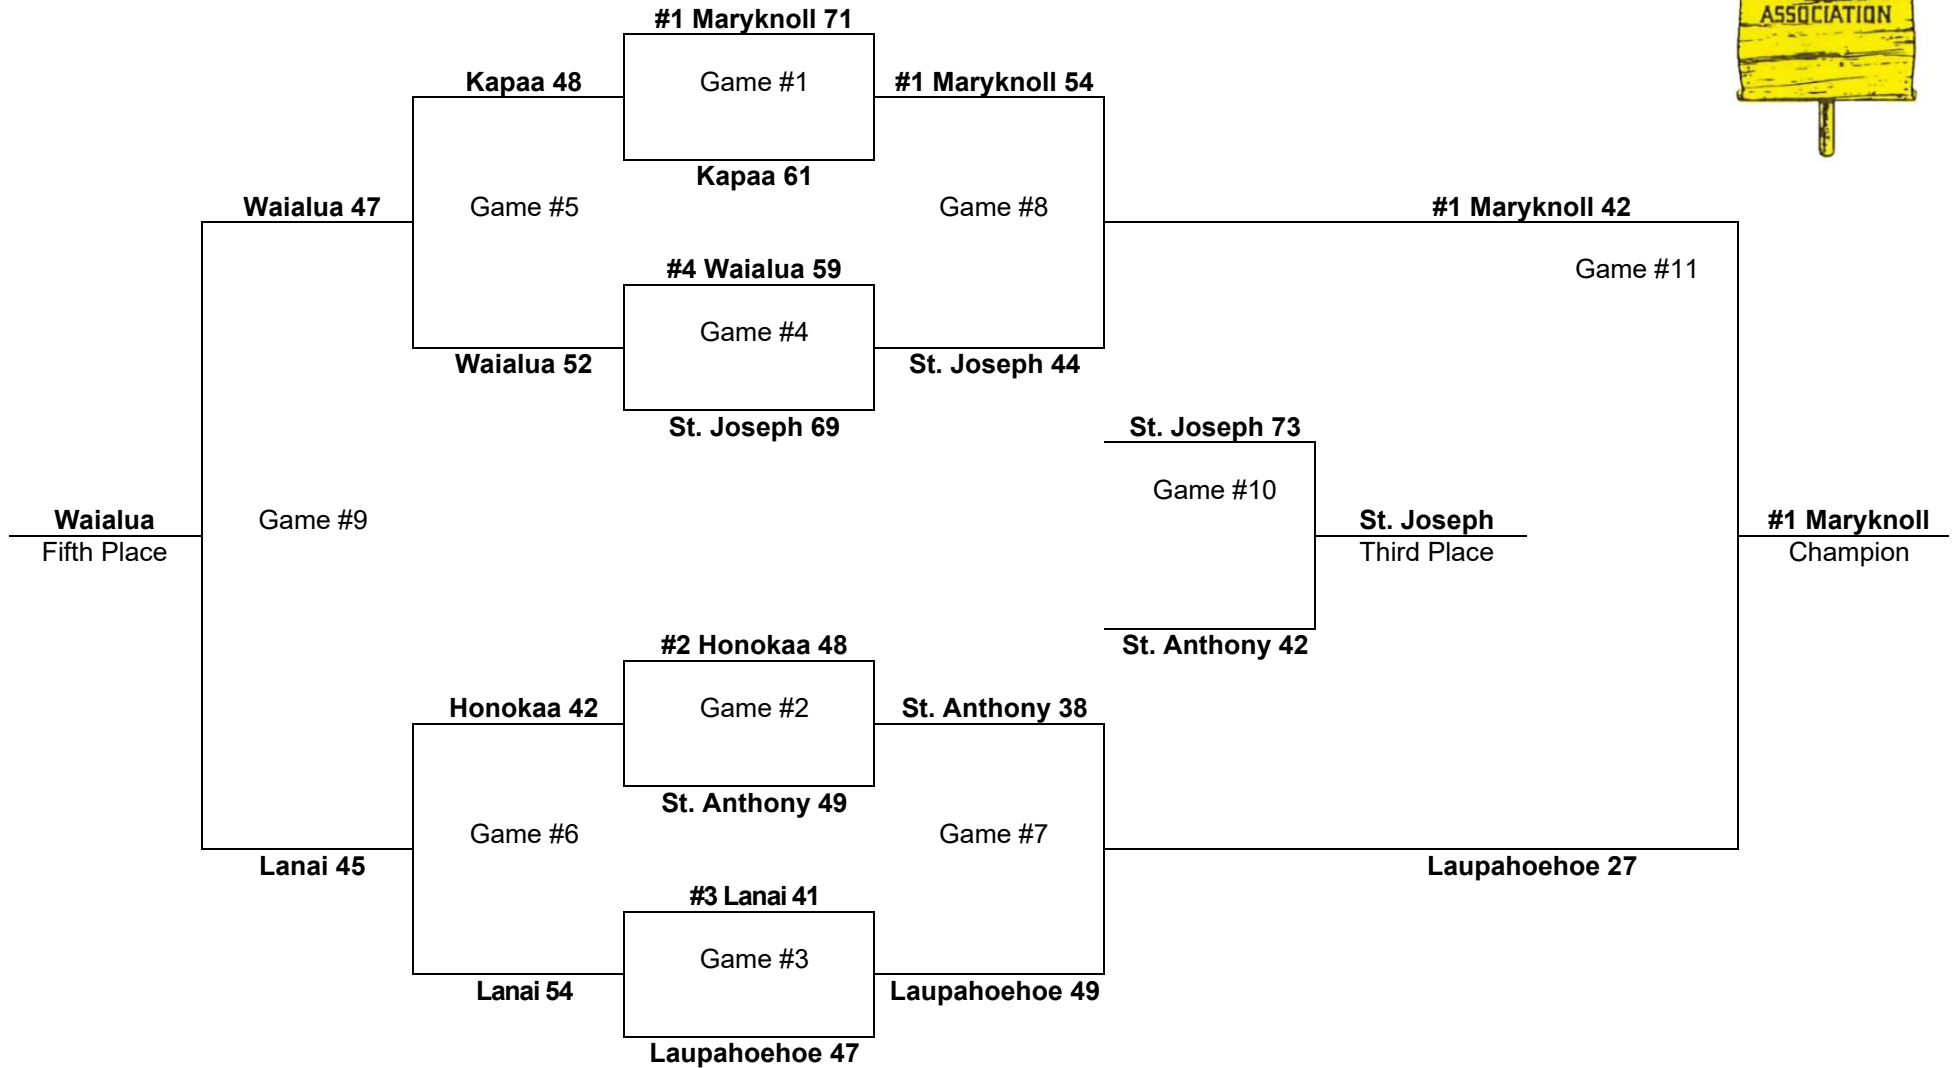 ASSOCIATION
#1 Maryknoll 71
Kapaa 48
Game #1
#1 Maryknoll 54
Kapaa 61
Waialua 47
Game #5
Game #8
#1 Maryknoll 42
#4 Waialua 59
Game #11
Game #4
Waialua 52
St. Joseph 44
St. Joseph 69
St. Joseph 73
Game #10
Waialua
Fifth Place
Game #9
St. Joseph
Third Place
#1 Maryknoll
Champion
#2 Honokaa 48
St. Anthony 42
Honokaa 42
Game #2
St. Anthony 38
St. Anthony 49
Game #6
Game #7
Lanai 45
Laupahoehoe 27
#3 Lanai 41
Game #3
Lanai 54
Laupahoehoe 49
Laupahoehoe 47